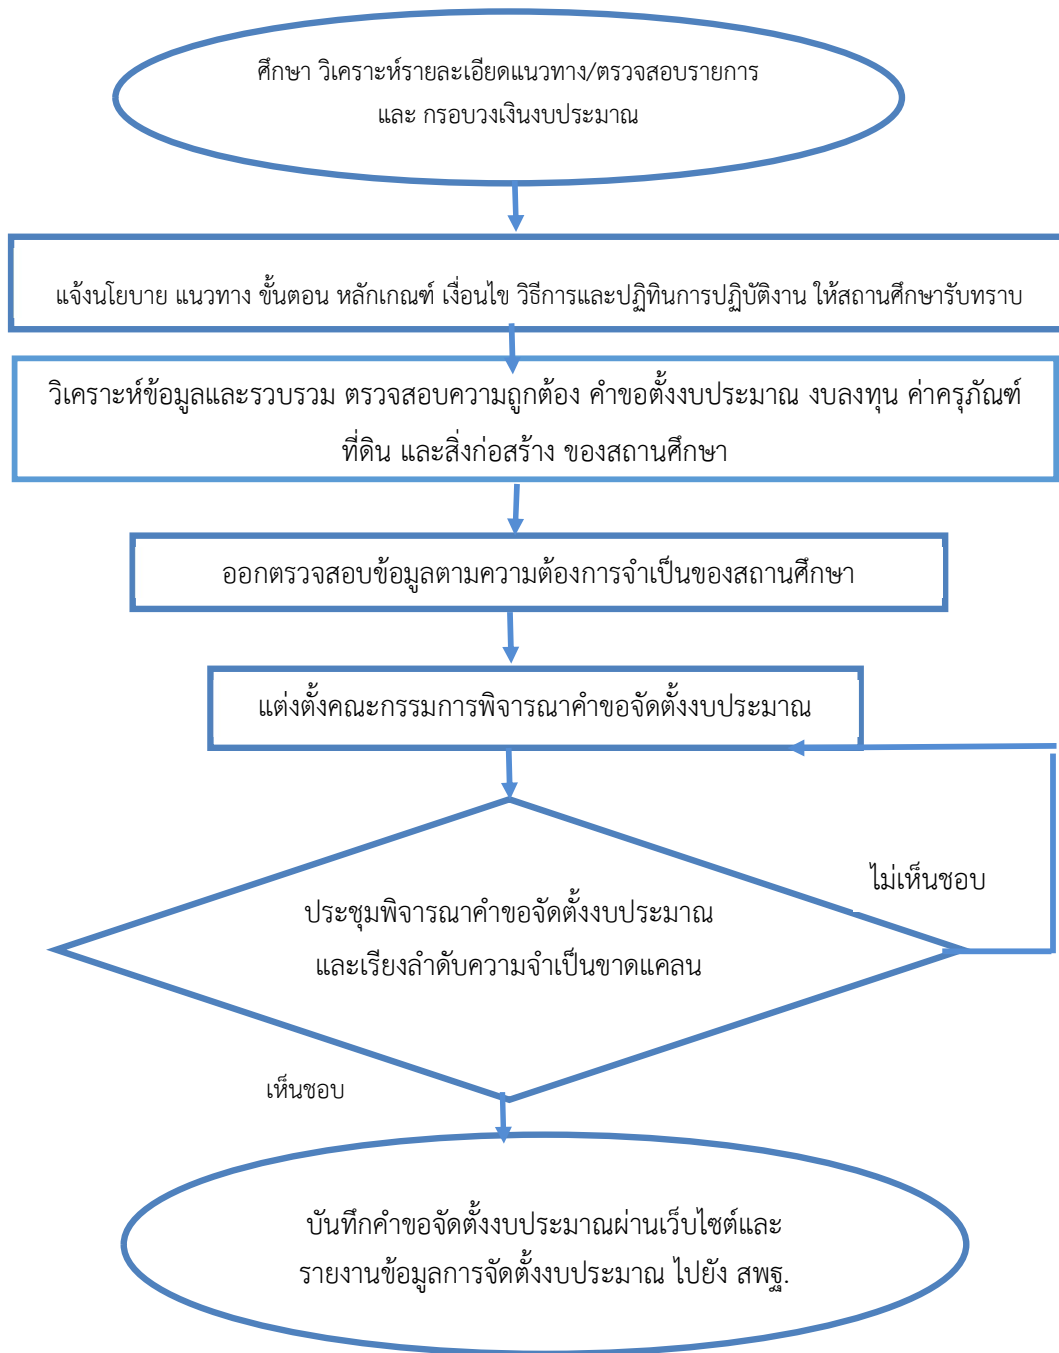 ศึกษา วิเคราะห์รายละเอียดแนวทาง/ตรวจสอบรายการ
และ กรอบวงเงินงบประมาณ
แจ้งนโยบาย แนวทาง ขั้นตอน หลักเกณฑ์ เงื่อนไข วิธีการและปฏิทินการปฏิบัติงาน ให้สถานศึกษารับทราบ
วิเคราะห์ข้อมูลและรวบรวม ตรวจสอบความถูกต้อง คำขอตั้งงบประมาณ งบลงทุน ค่าครุภัณฑ์
ที่ดิน และสิ่งก่อสร้าง ของสถานศึกษา
ออกตรวจสอบข้อมูลตามความต้องการจำเป็นของสถานศึกษา
แต่งตั้งคณะกรรมการพิจารณาคำขอจัดตั้งงบประมาณ
ไม่เห็นชอบ
ประชุมพิจารณาคำขอจัดตั้งงบประมาณ
และเรียงลำดับความจำเป็นขาดแคลน
เห็นชอบ
บันทึกคำขอจัดตั้งงบประมาณผ่านเว็บไซต์และ
รายงานข้อมูลการจัดตั้งงบประมาณ ไปยัง สพฐ.